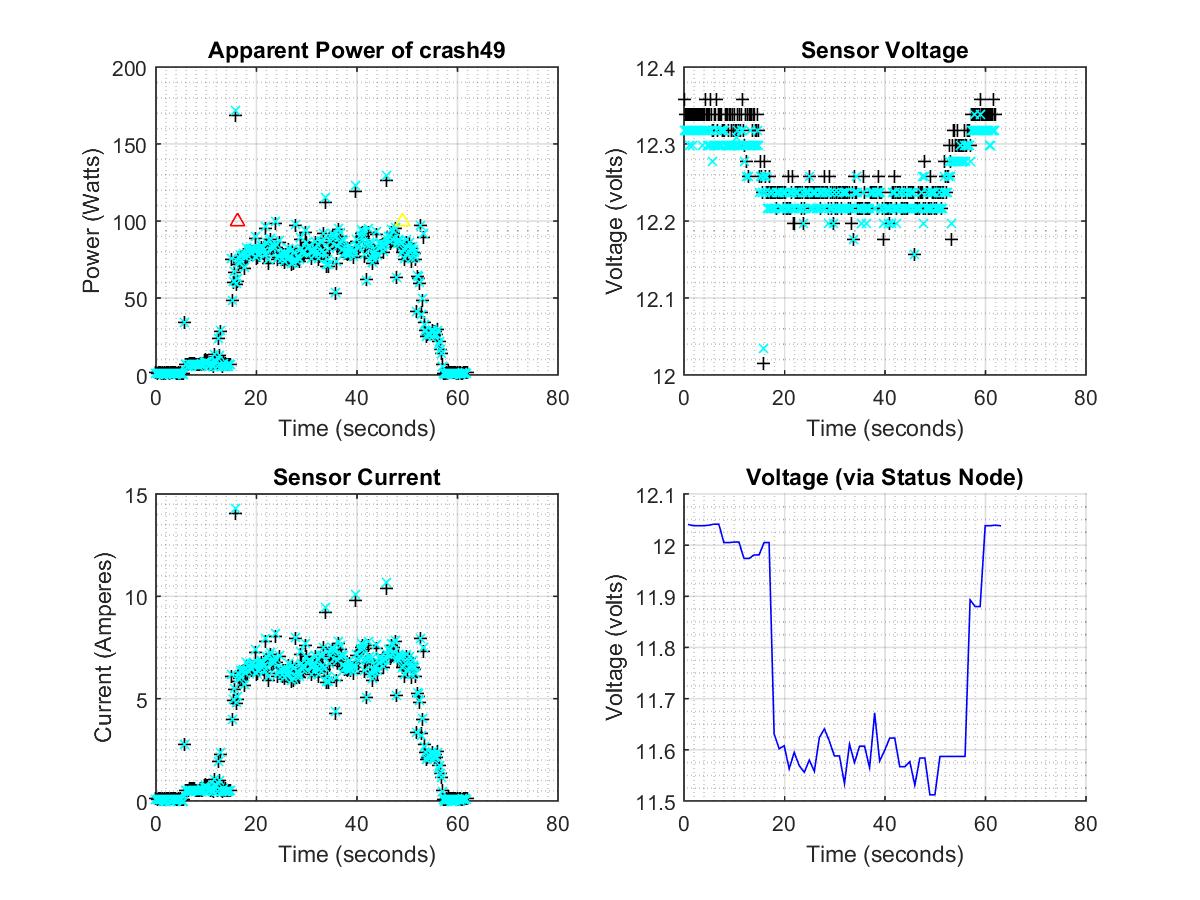 Apparent Power of crash49
200
150
100
50
0
Power (Watts)
0 20 40 60 80
Time (seconds)
Sensor Voltage
12.4
12.3
12.2
12.1
12
Voltage (volts)
0 20 40 60 80
Time (seconds)
Sensor Current
15
10
5
0
Current (Amperes)
0 20 40 60 80
Time (seconds)
Voltage (via Status Node)
12.1
12
11.9
11.8
11.7
11.6
11.5
Voltage (volts)
0 20 40 60 80
Time (seconds)